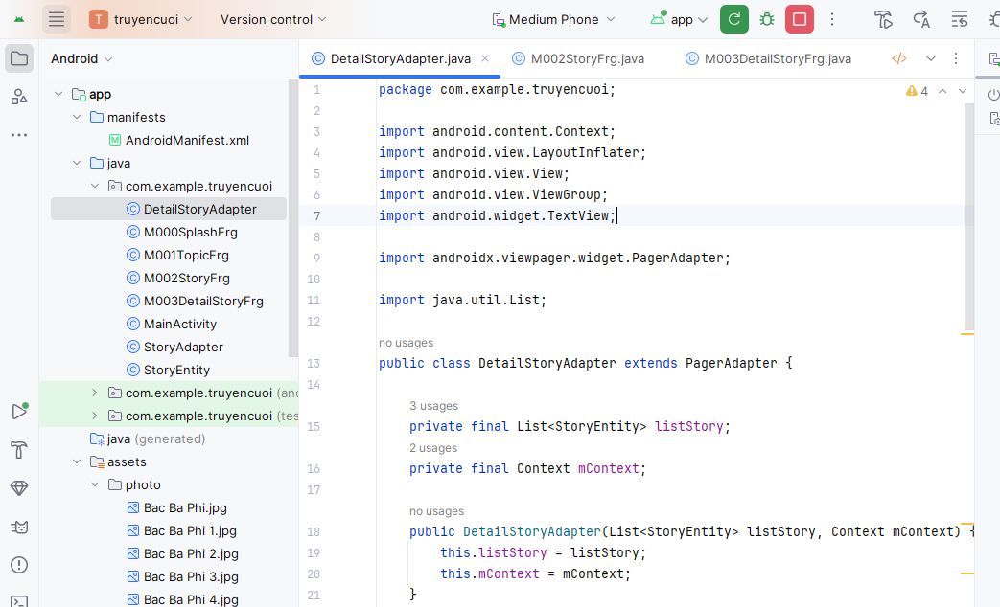 T truyencuoi Version control Medium Phone app
Android
app
manifests
M AndroidManifest.xml
java
com.example.truyencuoi
C DetailStoryAdapter
C M000SplashFrg
C M001TopicFrg
C M002StoryFrg
C M003DetailStoryFrg
C MainActivity
C StoryAdapter
C StoryEntity
com.example.truyencuoi (and
com.example.truyencuoi (tes
java (generated)
assets
photo
Bac Ba Phi.jpg
Bac Ba Phi 1.jpg
Bac Ba Phi 2.jpg
Bac Ba Phi 3.jpg
Bac Ba Phi 4.jpg
C DetailStoryAdapter.java × C M002StoryFrg.java C M003DetailStoryFrg.java </>
4
1 package com.example.truyencuoi;
2
3 import android.content.Context;
4 import android.view.LayoutInflater;
5 import android.view.View;
6 import android.view.ViewGroup;
7 import android.widget.TextView;
8
9 import androidx.viewpager.widget.PagerAdapter;
10
11 import java.util.List;
12
no usages
13 public class DetailStoryAdapter extends PagerAdapter {
14
3 usages
15 private final List<StoryEntity> listStory;
2 usages
16 private final Context mContext;
17
no usages
18 public DetailStoryAdapter(List<StoryEntity> listStory, Context mContext) {
19 this.listStory = listStory;
20 this.mContext = mContext;
21 }